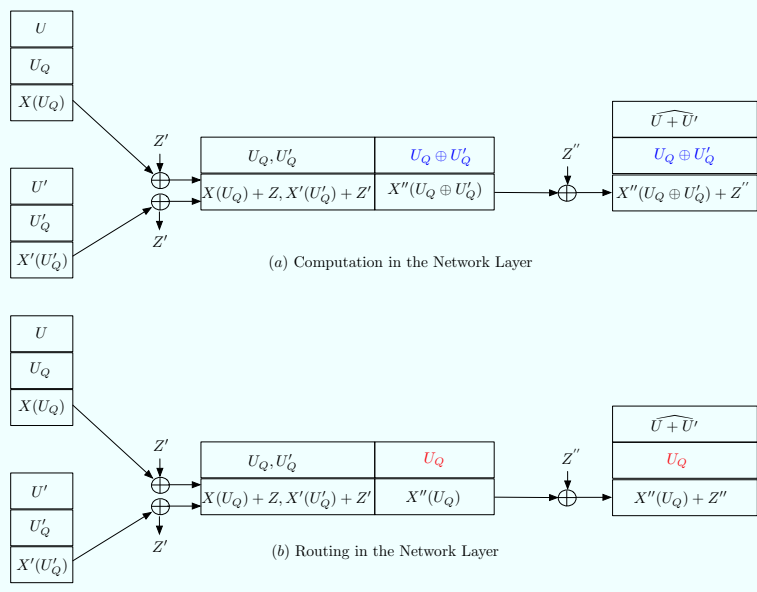 U
U_Q
X(U_Q)
Z′
U_Q, U′_Q
U_Q ⊕ U′_Q
X(U_Q) + Z, X′(U′_Q) + Z′
X′′(U_Q ⊕ U′_Q)
Z′′
\widehat{U + U′}
U_Q ⊕ U′_Q
X′′(U_Q ⊕ U′_Q) + Z′′
U′
U′_Q
X′(U′_Q)
Z′
(a) Computation in the Network Layer
U
U_Q
X(U_Q)
Z′
U_Q, U′_Q
U_Q
X(U_Q) + Z, X′(U′_Q) + Z′
X′′(U_Q)
Z′′
\widehat{U + U′}
U_Q
X′′(U_Q) + Z′′
U′
U′_Q
X′(U′_Q)
Z′
(b) Routing in the Network Layer